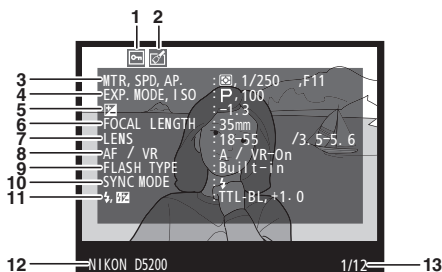 1 2
3 MTR, SPD, AP. : , 1/250 ,F11
4 EXP. MODE, ISO : P, 100
5 : -1.3
6 FOCAL LENGTH : 35mm
7 LENS : 18-55 /3.5-5.6
8 AF / VR : A / VR-On
9 FLASH TYPE : Built-in
10 SYNC MODE :
11 , : TTL-BL, +1.0
12 NIKON D5200 1/12 13